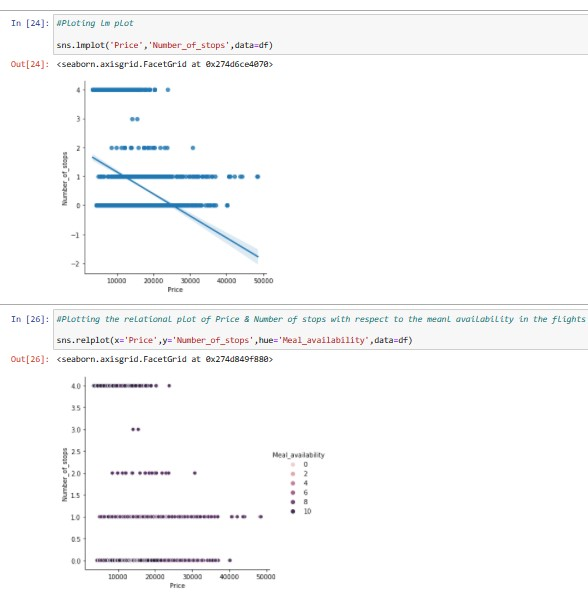 In [24]: #Ploting lm plot
sns.lmplot('Price','Number_of_stops',data=df)
Out[24]: <seaborn.axisgrid.FacetGrid at 0x274d6ce4070>
4
3
2
1
0
−1
−2
Number_of_stops
10000 20000 30000 40000 50000
Price
In [26]: #Plotting the relational plot of Price & Number of stops with respect to the meanl availability in the flights
sns.relplot(x='Price',y='Number_of_stops',hue='Meal_availability',data=df)
Out[26]: <seaborn.axisgrid.FacetGrid at 0x274d849f880>
4.0
3.5
3.0
2.5
2.0
1.5
1.0
0.5
0.0
Number_of_stops
10000 20000 30000 40000 50000
Price
Meal_availability
0
2
4
6
8
10